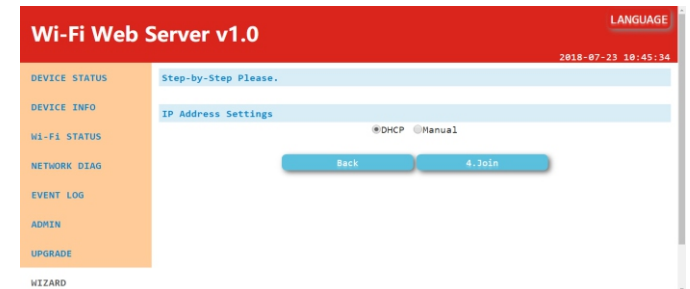 Wi-Fi Web Server v1.0
LANGUAGE
2018-07-23 10:45:34
DEVICE STATUS
DEVICE INFO
Wi-Fi STATUS
NETWORK DIAG
EVENT LOG
ADMIN
UPGRADE
WIZARD
Step-by-Step Please.
IP Address Settings
DHCP Manual
Back 4.Join